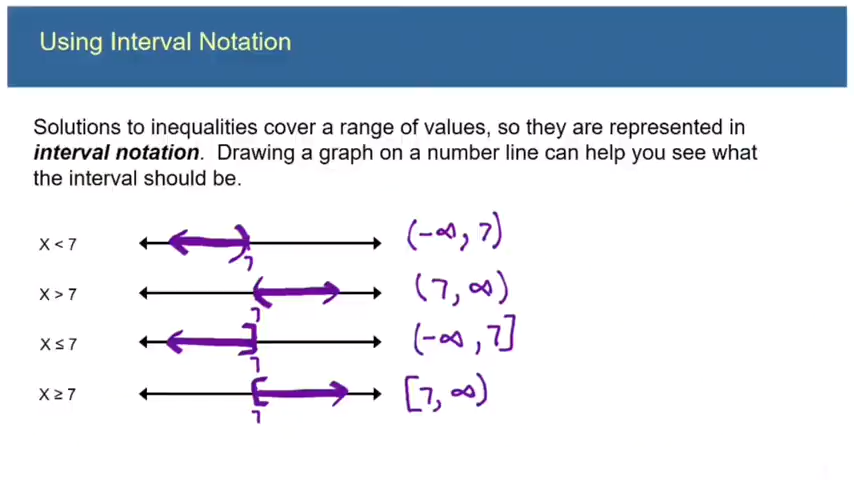 Using Interval Notation
Solutions to inequalities cover a range of values, so they are represented in
interval notation. Drawing a graph on a number line can help you see what
the interval should be.
X < 7 ) 7 (-∞, 7)
X > 7 ( 7 (7, ∞)
X ≤ 7 ] 7 (-∞, 7]
X ≥ 7 [ 7 [7, ∞)